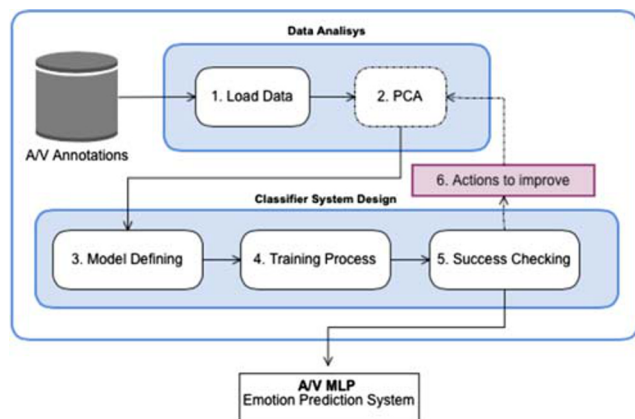 Data Analisys
1. Load Data
2. PCA
A/V Annotations
6. Actions to improve
Classifier System Design
3. Model Defining
4. Training Process
5. Success Checking
A/V MLP
Emotion Prediction System